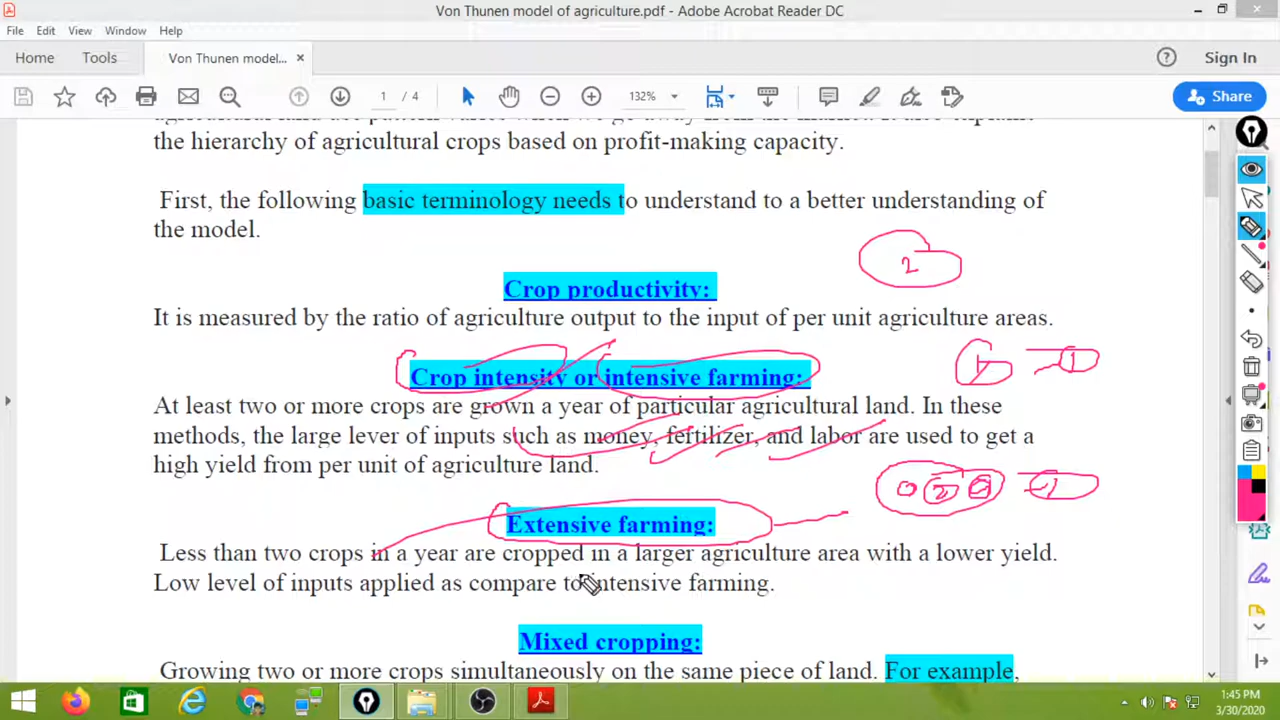 Von Thunen model of agriculture.pdf - Adobe Acrobat Reader DC
File Edit View Window Help
Home Tools Von Thunen model... × Sign In
1 / 4 132% Share
the hierarchy of agricultural crops based on profit-making capacity.
First, the following basic terminology needs to understand to a better understanding of
the model.
2
Crop productivity:
It is measured by the ratio of agriculture output to the input of per unit agriculture areas.
Crop intensity or intensive farming:
At least two or more crops are grown a year of particular agricultural land. In these
methods, the large lever of inputs such as money, fertilizer, and labor are used to get a
high yield from per unit of agriculture land.
Extensive farming:
Less than two crops in a year are cropped in a larger agriculture area with a lower yield.
Low level of inputs applied as compare to intensive farming.
Mixed cropping:
Growing two or more crops simultaneously on the same piece of land. For example,
1:45 PM
3/30/2020